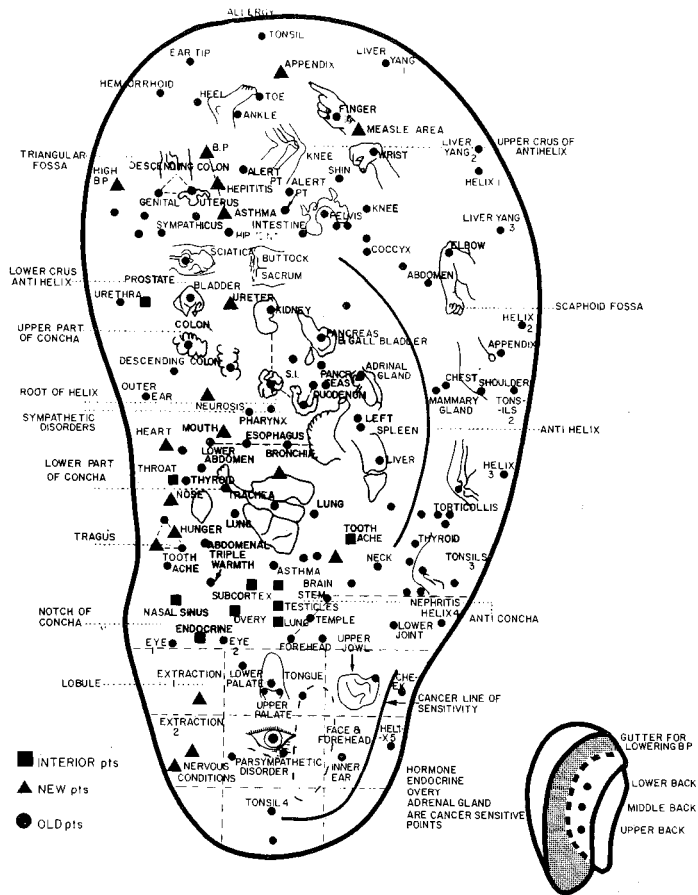 ALLERGY
TONSIL
EAR TIP
LIVER YANG 1
APPENDIX
HEMORRHOID
HEEL
TOE
ANKLE
FINGER
MEASLE AREA
B.P
TRIANGULAR FOSSA
HIGH BP
DESCENDING COLON
ALERT
KNEE
WRIST
LIVER YANG 2
UPPER CRUS OF ANTIHELIX
SHIN
HELIX 1
PT ALERT PT
GENITAL
UTERUS
HEPITITIS
ASTHMA
SYMPATHICUS
HIP
INTESTINE
PELVIS
KNEE
LIVER YANG 3
COCCYX
SCIATICA
BUTTOCK
SACRUM
ELBOW
ABDOMEN
LOWER CRUS ANTIHELIX
PROSTATE
BLADDER
URETHRA
URETER
KIDNEY
SCAPHOID FOSSA
UPPER PART OF CONCHA
COLON
PANCREAS
B GALL BLADDER
HELIX 2
APPENDIX
DESCENDING COLON
S.I.
PANCR EAS
ADRINAL GLAND
DUODENUM
CHEST
MAMMARY GLAND
SHOULDER
TONS-ILS 2
ROOT OF HELIX
OUTER EAR
NEUROSIS
PHARYNX
SYMPATHETIC DISORDERS
HEART
MOUTH
ESOPHAGUS
LEFT
SPLEEN
ANTI HELIX
LOWER ABDOMEN
BRONCHIE
LOWER PART OF CONCHA
THROAT
THYROID
LIVER
HELIX 3
NOSE
TRACHEA
LUNG
LUNG
TORTICOLLIS
TRAGUS
HUNGER
TOOTH ACHE
ABDOMENAL
TRIPLE WARMTH
TOOTH ACHE
THYROID
NECK
TONSILS 3
ASTHMA
SUBCORTEX
BRAIN STEM
NEPHRITIS
HELIX 4
NASAL SINUS
OVERY
TESTICLES
LUNG
TEMPLE
ANTI CONCHA
NOTCH OF CONCHA
ENDOCRINE
LOWER JOINT
EYE
EYE 2
FOREHEAD
UPPER JOWL
EXTRACTION
LOWER PALATE
TONGUE
CHE-EK
LOBULE
UPPER PALATE
CANCER LINE OF SENSITIVITY
EXTRACTION 2
FACE & FOREHEAD
HELI-X5
NERVOUS CONDITIONS
PARSYMPATHETIC DISORDER
INNER EAR
TONSIL 4
HORMONE
ENDOCRINE
OVERY
ADRENAL GLAND
ARE CANCER SENSITIVE
POINTS
INTERIOR pts
NEW pts
OLD pts
GUTTER FOR
LOWERING BP
LOWER BACK
MIDDLE BACK
UPPER BACK